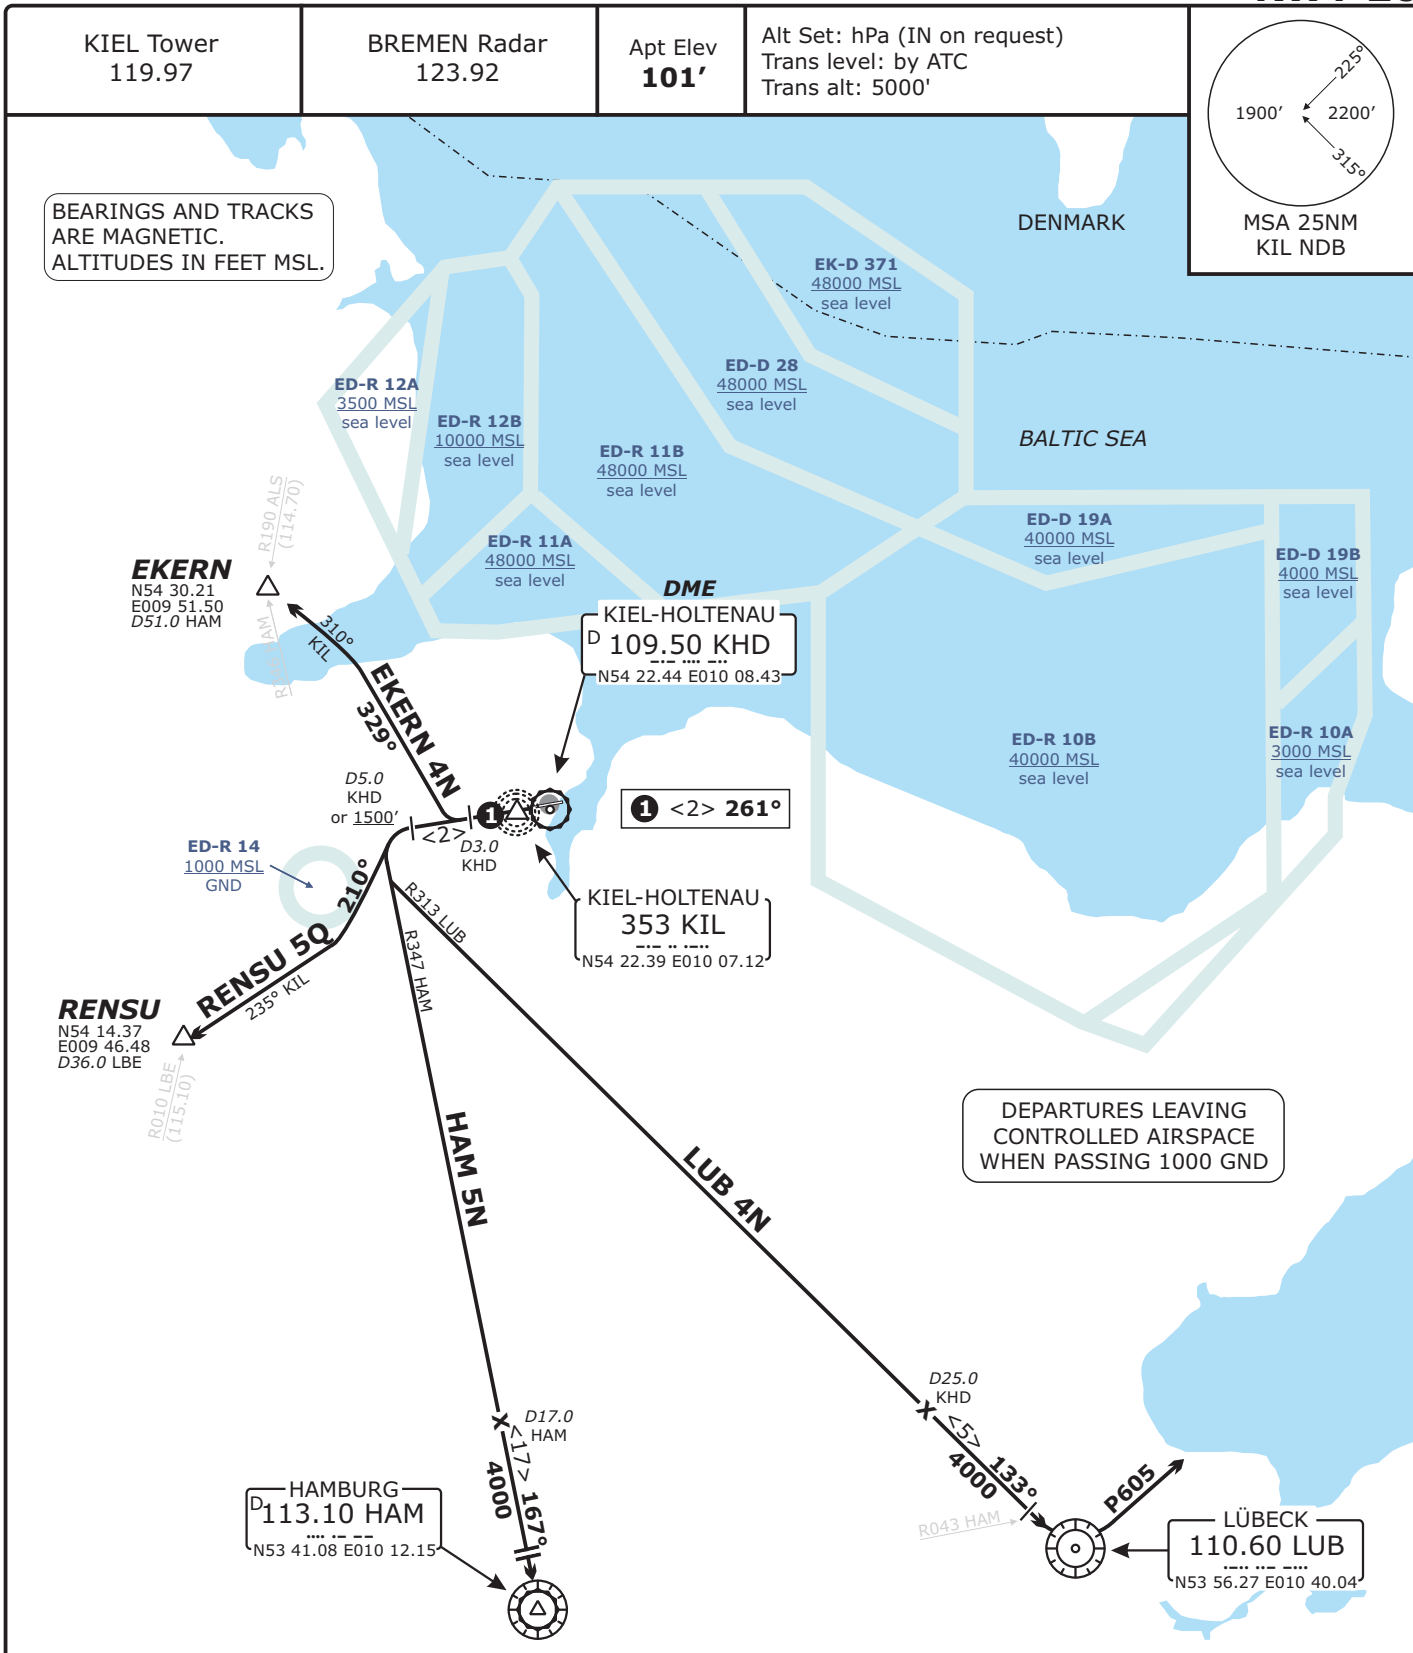 KIEL Tower
119.97
BREMEN Radar
123.92
Apt Elev
101'
Alt Set: hPa (IN on request)
Trans level: by ATC
Trans alt: 5000'
225°
1900'
2200'
315°
MSA 25NM
KIL NDB
BEARINGS AND TRACKS
ARE MAGNETIC.
ALTITUDES IN FEET MSL.
DENMARK
EK-D 371
48000 MSL
sea level
ED-D 28
48000 MSL
sea level
ED-R 12A
3500 MSL
sea level
ED-R 12B
10000 MSL
sea level
ED-R 11B
48000 MSL
sea level
BALTIC SEA
R190 ALS
(114.70)
ED-R 11A
48000 MSL
sea level
ED-D 19A
40000 MSL
sea level
ED-D 19B
4000 MSL
sea level
EKERN
N54 30.21
E009 51.50
D51.0 HAM
HAM
310°
KIL
DME
KIEL-HOLTENAU
D 109.50 KHD
N54 22.44 E010 08.43
EKERN 4N
329°
ED-R 10B
40000 MSL
sea level
ED-R 10A
3000 MSL
sea level
D5.0
KHD
or 1500'
<2>
1
D3.0
KHD
1 <2> 261°
ED-R 14
1000 MSL
GND
210°
KIEL-HOLTENAU
353 KIL
N54 22.39 E010 07.12
R313 LUB
R347 HAM
RENSU 5Q
235° KIL
RENSU
N54 14.37
E009 46.48
D36.0 LBE
R010 LBE
(115.10)
HAM 5N
LUB 4N
DEPARTURES LEAVING
CONTROLLED AIRSPACE
WHEN PASSING 1000 GND
D25.0
KHD
<5> 133°
4000
P605
R043 HAM
D17.0
HAM
<17> 167°
4000
HAMBURG
D 113.10 HAM
N53 41.08 E010 12.15
LÜBECK
110.60 LUB
N53 56.27 E010 40.04